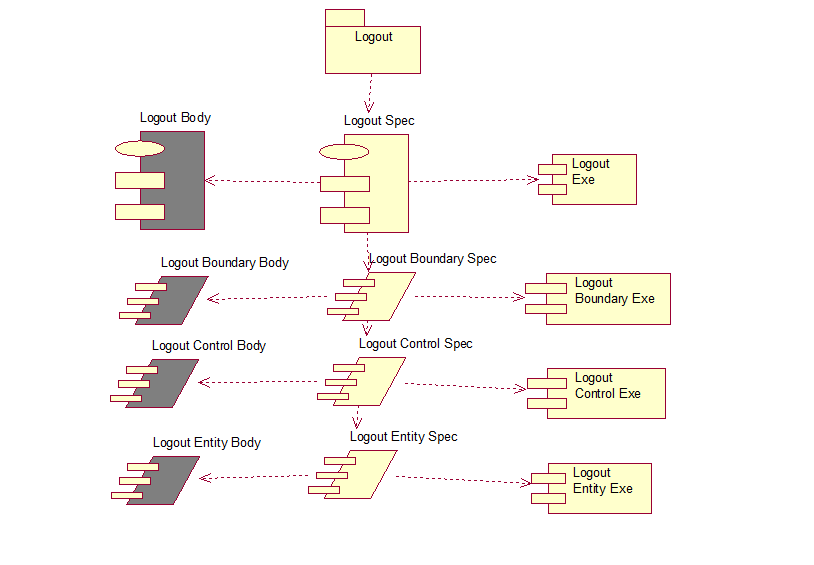 Logout
Logout Body
Logout Spec
Logout
Exe
Logout Boundary Body
Logout Boundary Spec
Logout
Boundary Exe
Logout Control Body
Logout Control Spec
Logout
Control Exe
Logout Entity Body
Logout Entity Spec
Logout
Entity Exe